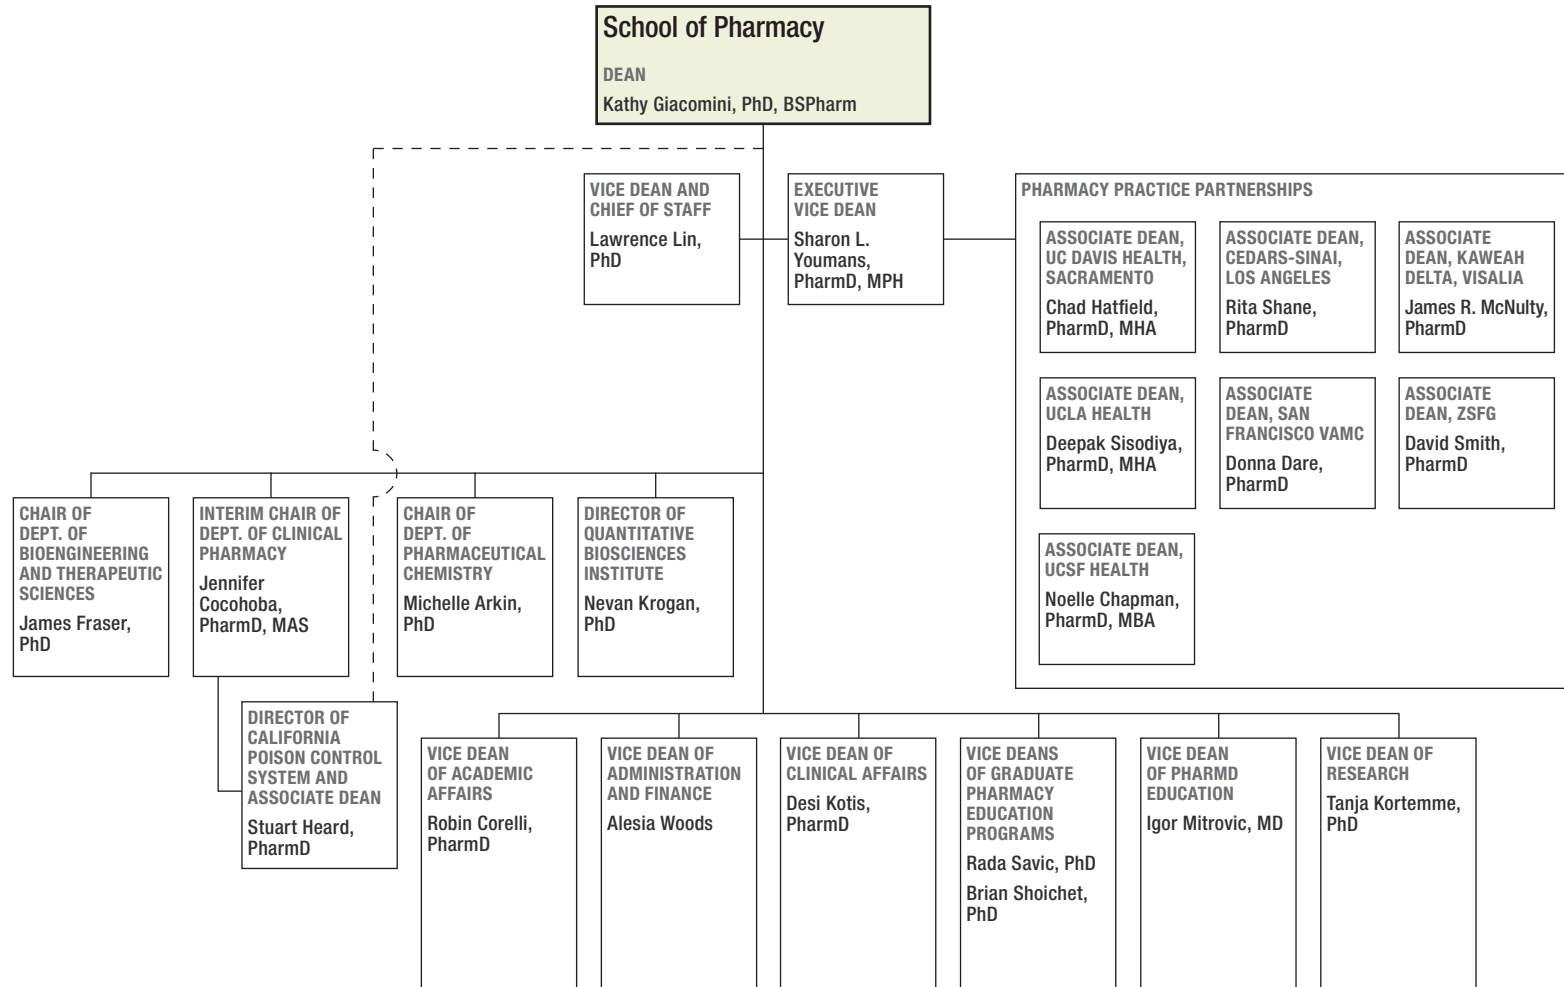 School of Pharmacy
DEAN
Kathy Giacomini, PhD, BSPharm
VICE DEAN AND
CHIEF OF STAFF
Lawrence Lin,
PhD
EXECUTIVE
VICE DEAN
Sharon L.
Youmans,
PharmD, MPH
PHARMACY PRACTICE PARTNERSHIPS
ASSOCIATE DEAN,
UC DAVIS HEALTH,
SACRAMENTO
Chad Hatfield,
PharmD, MHA
ASSOCIATE DEAN,
CEDARS-SINAI,
LOS ANGELES
Rita Shane,
PharmD
ASSOCIATE
DEAN, KAWEAH
DELTA, VISALIA
James R. McNulty,
PharmD
ASSOCIATE DEAN,
UCLA HEALTH
Deepak Sisodiya,
PharmD, MHA
ASSOCIATE
DEAN, SAN
FRANCISCO VAMC
Donna Dare,
PharmD
ASSOCIATE
DEAN, ZSFG
David Smith,
PharmD
ASSOCIATE DEAN,
UCSF HEALTH
Noelle Chapman,
PharmD, MBA
CHAIR OF
DEPT. OF
BIOENGINEERING
AND THERAPEUTIC
SCIENCES
James Fraser,
PhD
INTERIM CHAIR OF
DEPT. OF CLINICAL
PHARMACY
Jennifer
Cocohoba,
PharmD, MAS
CHAIR OF
DEPT. OF
PHARMACEUTICAL
CHEMISTRY
Michelle Arkin,
PhD
DIRECTOR OF
QUANTITATIVE
BIOSCIENCES
INSTITUTE
Nevan Krogan,
PhD
DIRECTOR OF
CALIFORNIA
POISON CONTROL
SYSTEM AND
ASSOCIATE DEAN
Stuart Heard,
PharmD
VICE DEAN
OF ACADEMIC
AFFAIRS
Robin Corelli,
PharmD
VICE DEAN OF
ADMINISTRATION
AND FINANCE
Alesia Woods
VICE DEAN OF
CLINICAL AFFAIRS
Desi Kotis,
PharmD
VICE DEANS
OF GRADUATE
PHARMACY
EDUCATION
PROGRAMS
Rada Savic, PhD
Brian Shoichet,
PhD
VICE DEAN
OF PHARMD
EDUCATION
Igor Mitrovic, MD
VICE DEAN OF
RESEARCH
Tanja Kortemme,
PhD